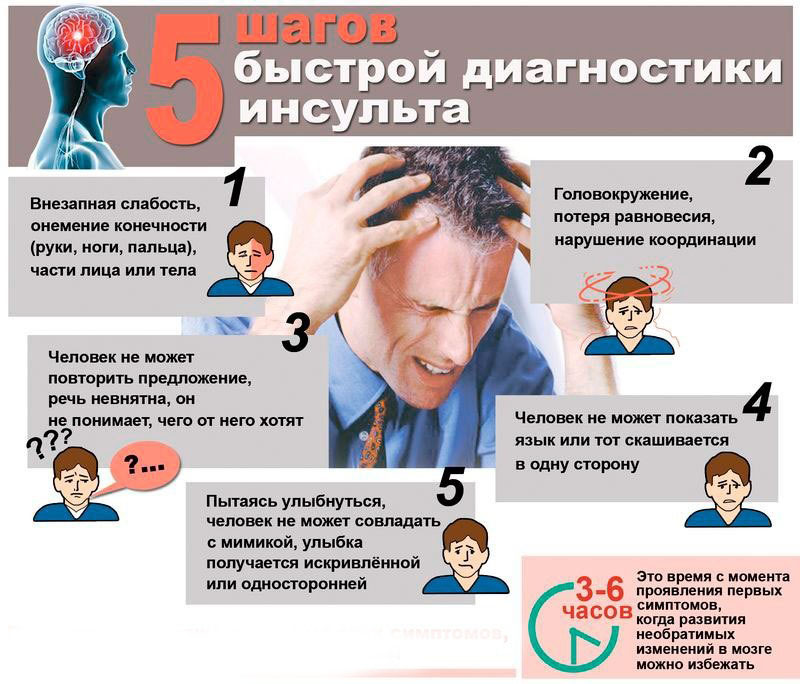 5 шагов
быстрой диагностики
инсульта
1
Внезапная слабость,
онемение конечности
(руки, ноги, пальца),
части лица или тела
2
Головокружение,
потеря равновесия,
нарушение координации
3
Человек не может
повторить предложение,
речь невнятна, он
не понимает, чего от него хотят
???
?...
4
Человек не может показать
язык или тот скашивается
в одну сторону
5
Пытаясь улыбнуться,
человек не может совладать
с мимикой, улыбка
получается искривлённой
или односторонней
3-6
часов
Это время с момента
проявления первых
симптомов,
когда развития
необратимых
изменений в мозге
можно избежать
симптомов,